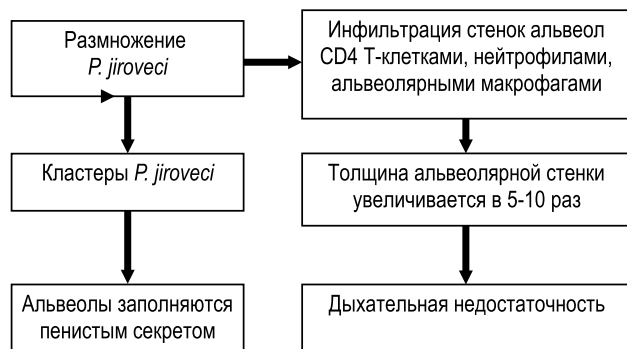 Размножение
P. jiroveci
Инфильтрация стенок альвеол
CD4 Т-клетками, нейтрофилами,
альвеолярными макрофагами
Кластеры P. jiroveci
Толщина альвеолярной стенки
увеличивается в 5-10 раз
Альвеолы заполняются
пенистым секретом
Дыхательная недостаточность